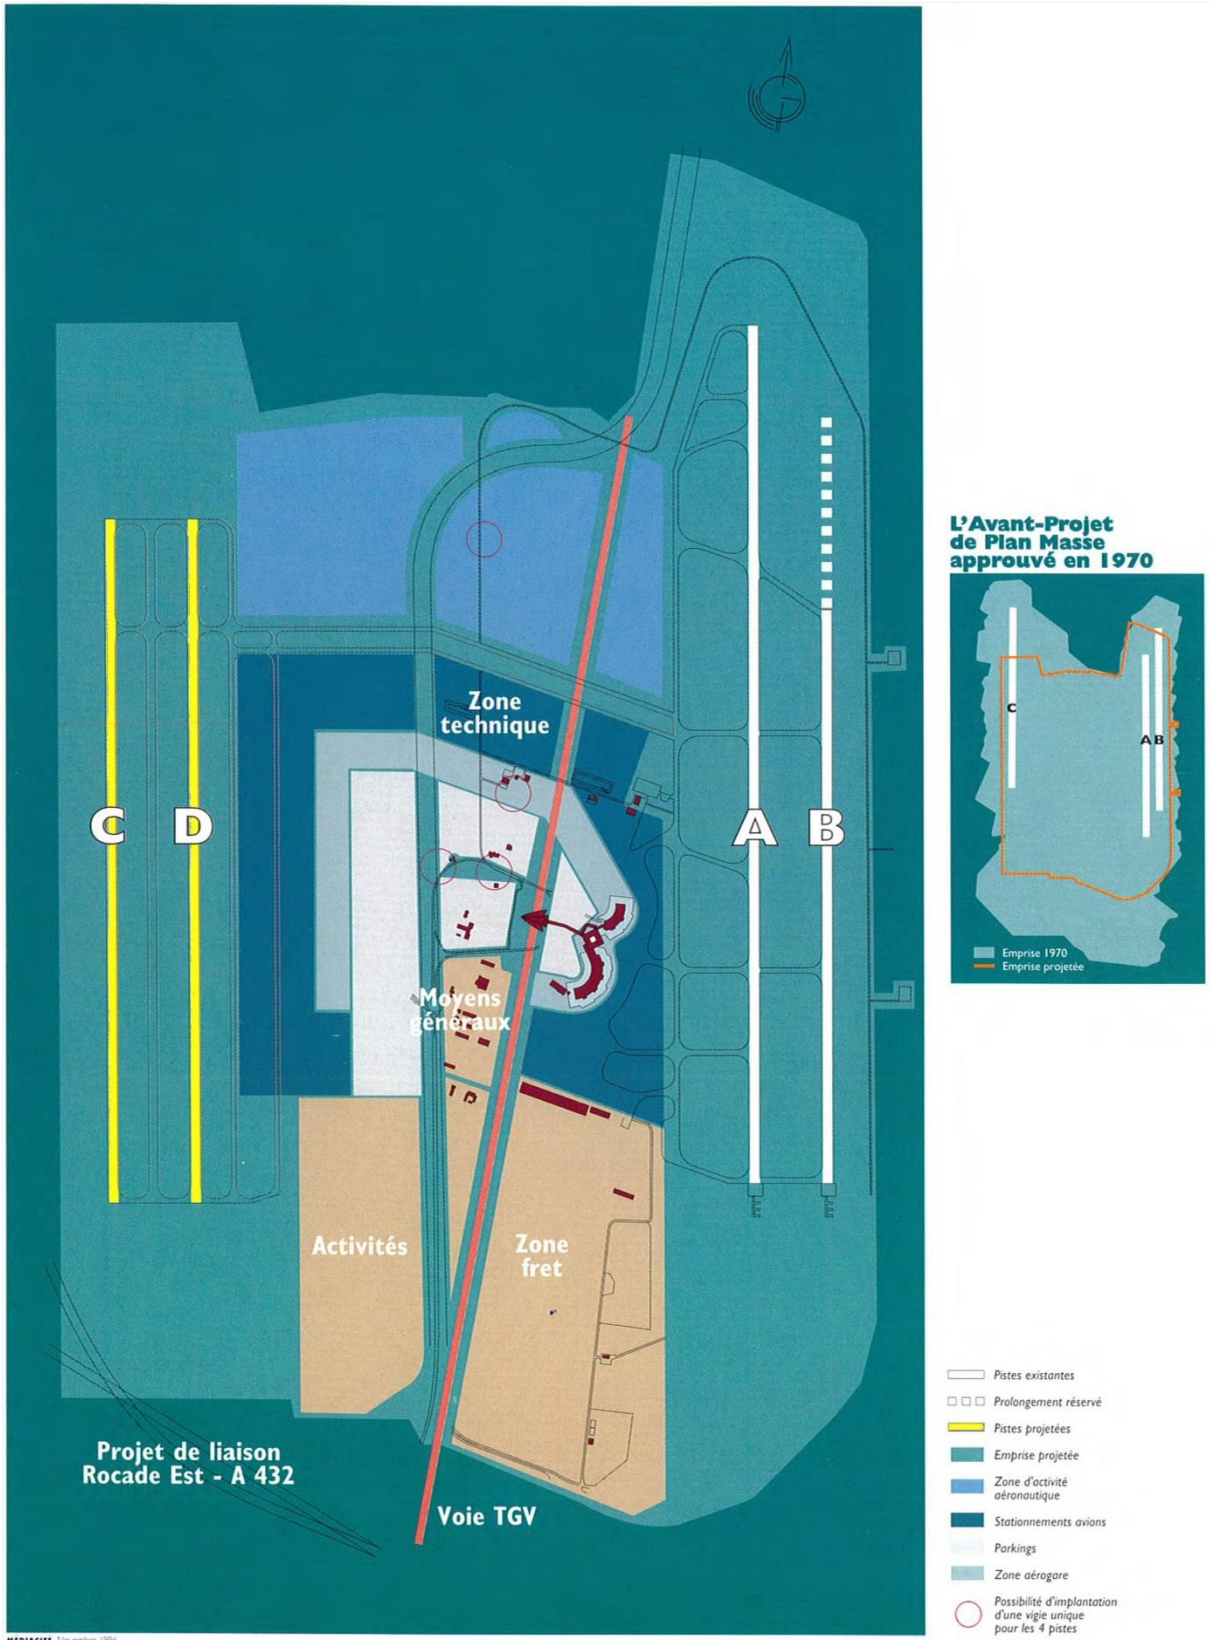 L'Avant-Projet
de Plan Masse
approuvé en 1970
C
A B
Emprise 1970
Emprise projetée
Zone
technique
C
D
A
B
Moyens
généraux
Activités
Zone
fret
Projet de liaison
Rocade Est - A 432
Voie TGV
Pistes existantes
Prolongement réservé
Pistes projetées
Emprise projetée
Zone d'activité
aéronautique
Stationnements avions
Parkings
Zone aérogare
Possibilité d'implantation
d'une vigie unique
pour les 4 pistes